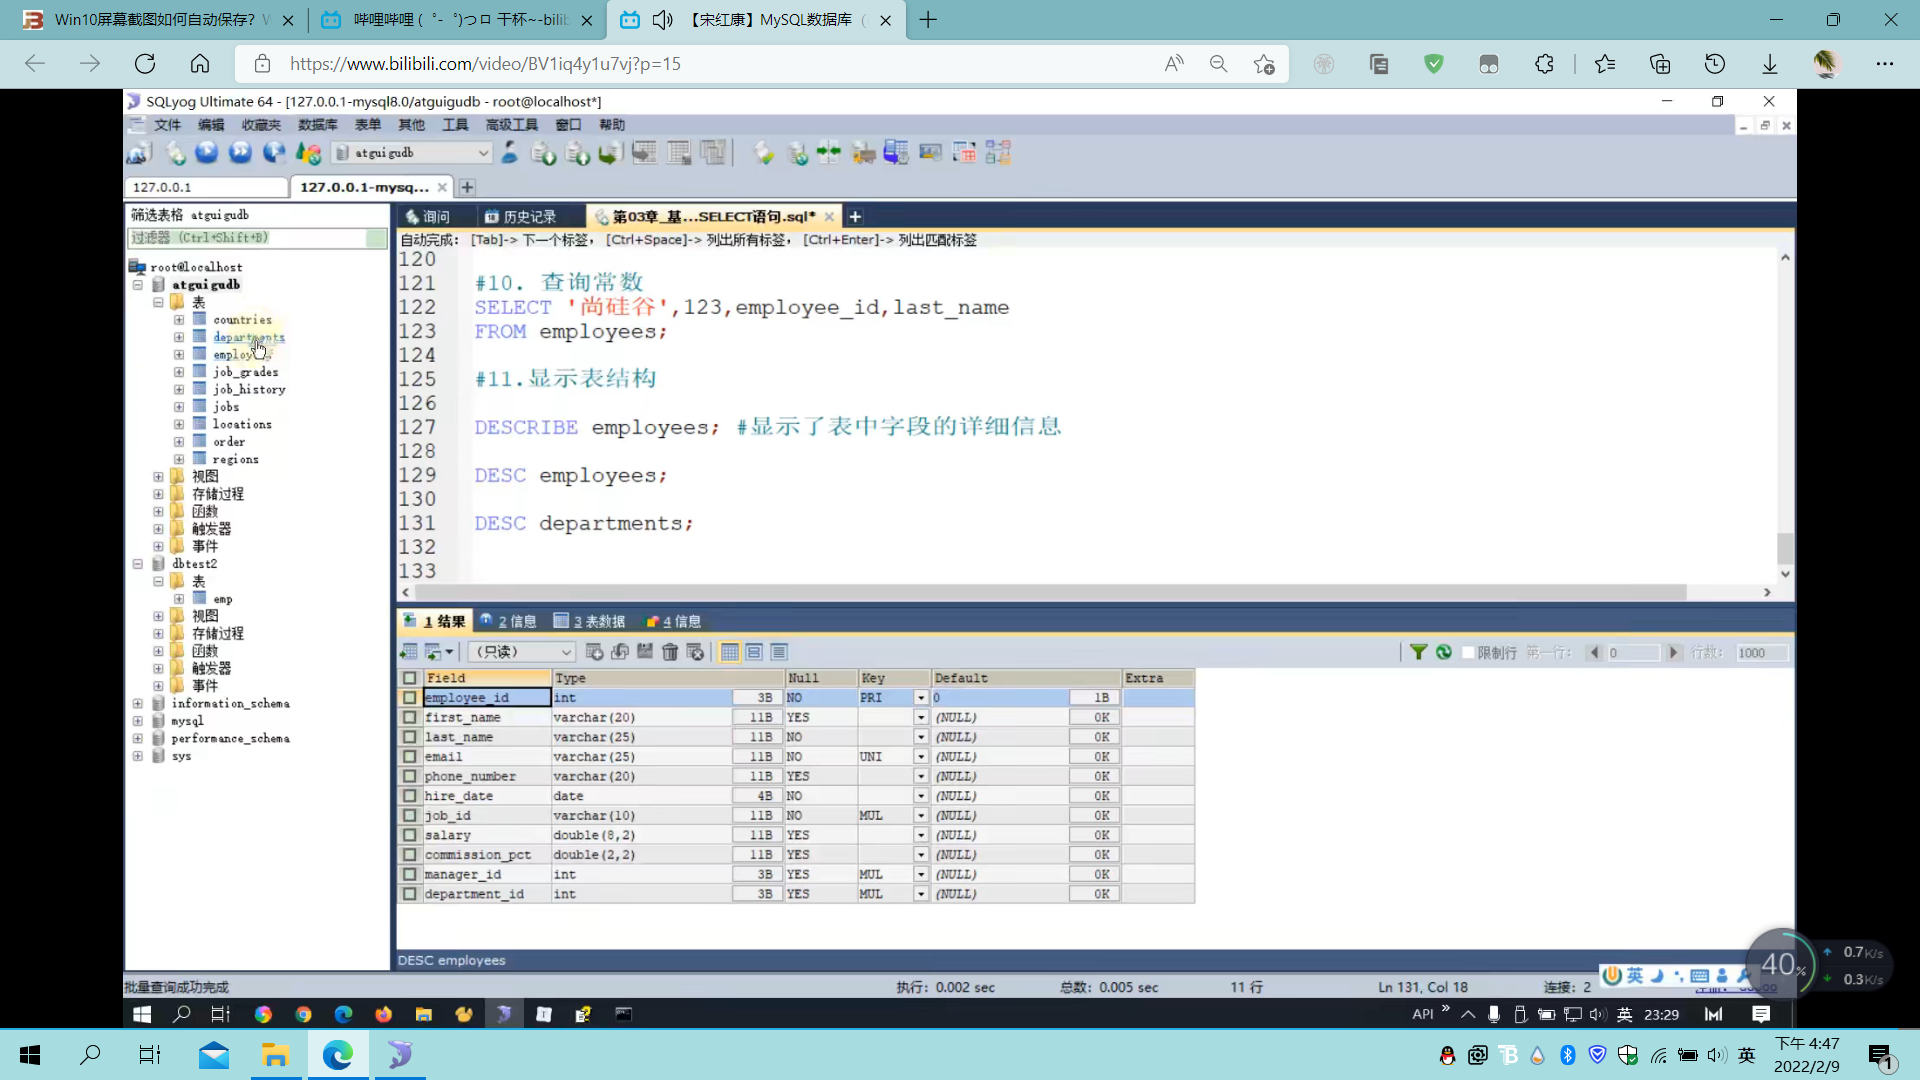 Win10屏幕截图如何自动保存?
哔哩哔哩 ( ゜- ゜)つロ 干杯~-bilib
【宋红康】MySQL数据库
https://www.bilibili.com/video/BV1iq4y1u7vj?p=15
SQLyog Ultimate 64 - [127.0.0.1-mysql8.0/atguigudb - root@localhost*]
文件 编辑 收藏夹 数据库 表单 其他 工具 高级工具 窗口 帮助
atguigudb
127.0.0.1
127.0.0.1-mysq...
筛选表格 atguigudb
过滤器 (Ctrl+Shift+B)
root@localhost
atguigudb
表
countries
departments
job_grades
job_history
jobs
locations
order
regions
视图
存储过程
函数
触发器
事件
dbtest2
表
emp
视图
存储过程
函数
触发器
事件
information_schema
mysql
performance_schema
sys
询问 历史记录 第03章_基...SELECT语句.sql*
自动完成: [Tab]-> 下一个标签, [Ctrl+Space]-> 列出所有标签, [Ctrl+Enter]-> 列出匹配标签
120
121 #10. 查询常数
122 SELECT '尚硅谷',123,employee_id,last_name
123 FROM employees;
124
125 #11.显示表结构
126
127 DESCRIBE employees; #显示了表中字段的详细信息
128
129 DESC employees;
130
131 DESC departments;
132
133
1 结果 2 信息 3 表数据 4 信息
(只读)
限制行 第一行: 0 行数: 1000
Field Type Null Key Default Extra
employee_id int 3B NO PRI 0 1B
first_name varchar(20) 11B YES (NULL) 0K
last_name varchar(25) 11B NO (NULL) 0K
email varchar(25) 11B NO UNI (NULL) 0K
phone_number varchar(20) 11B YES (NULL) 0K
hire_date date 4B NO (NULL) 0K
job_id varchar(10) 11B NO MUL (NULL) 0K
salary double(8,2) 11B YES (NULL) 0K
commission_pct double(2,2) 11B YES (NULL) 0K
manager_id int 3B YES MUL (NULL) 0K
department_id int 3B YES MUL (NULL) 0K
DESC employees
批量查询成功完成
执行: 0.002 sec
总数: 0.005 sec
11 行
Ln 131, Col 18
连接: 2
英
40%
0.7K/s
0.3K/s
API
英
23:29
英
下午 4:47
2022/2/9
1